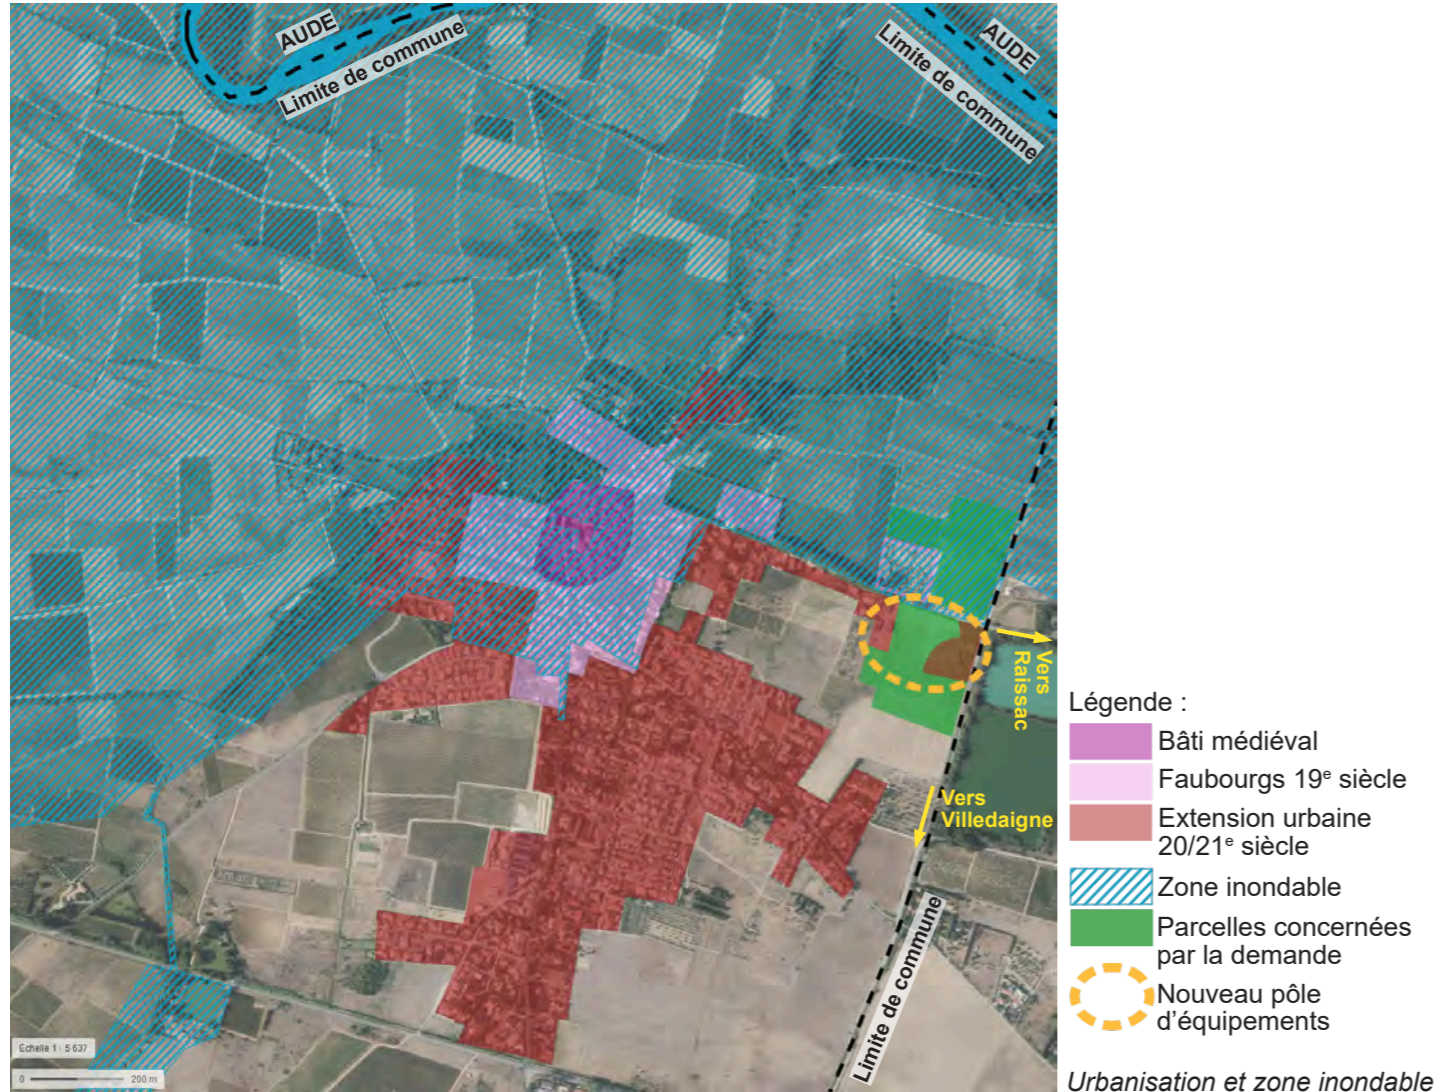 AUDE
Limite de commune
AUDE
Limite de commune
Vers
Raissac
Vers
Villedaigne
Limite de commune
Echelle 1 : 5 637
0 200 m
Légende :
Bâti médiéval
Faubourgs 19e siècle
Extension urbaine
20/21e siècle
Zone inondable
Parcelles concernées
par la demande
Nouveau pôle
d'équipements
Urbanisation et zone inondable